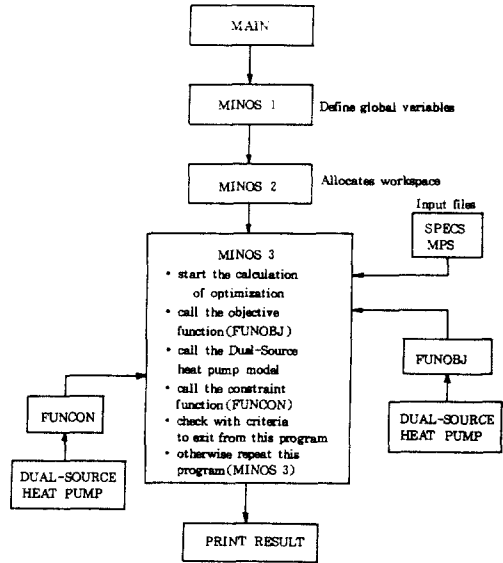 MAIN
MINOS 1
Define global variables
MINOS 2
Allocates workspace
Input files
SPECS
MPS
MINOS 3
• start the calculation
of optimization
• call the objective
function(FUNOBJ)
• call the Dual-Source
heat pump model
• call the constraint
function(FUNCON)
• check with criteria
to exit from this program
• otherwise repeat this
program(MINOS 3)
FUNOBJ
DUAL-SOURCE
HEAT PUMP
FUNCON
DUAL-SOURCE
HEAT PUMP
PRINT RESULT